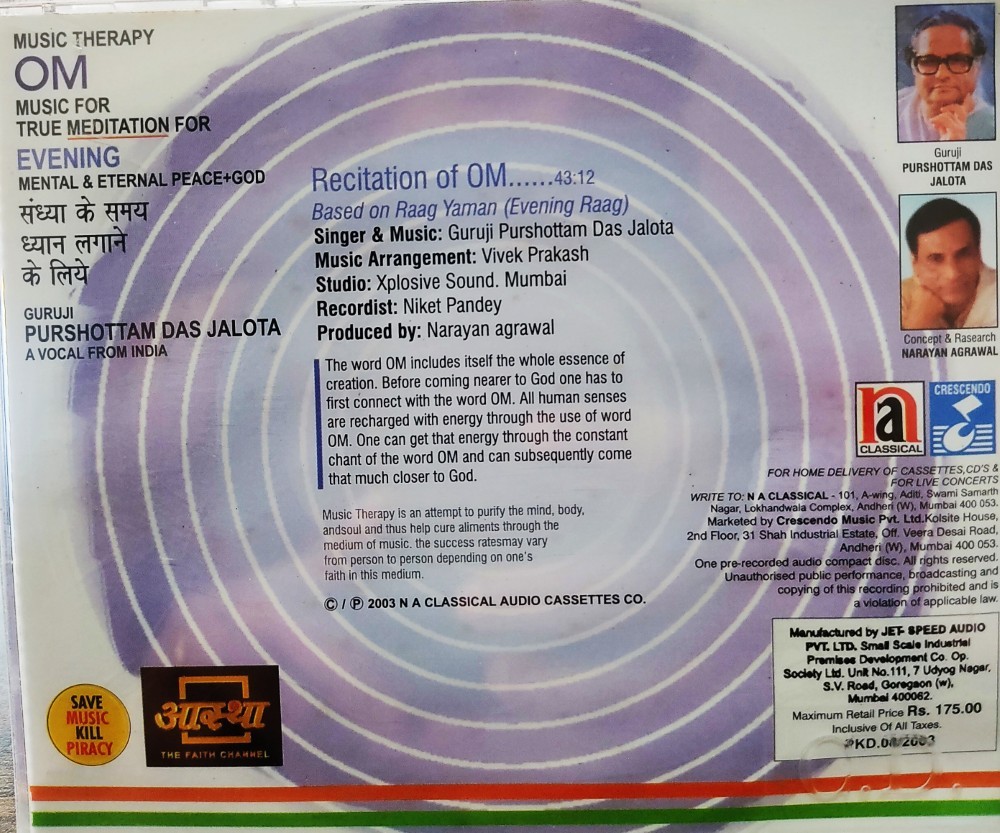 MUSIC THERAPY
OM
MUSIC FOR
TRUE MEDITATION FOR
EVENING
MENTAL & ETERNAL PEACE+GOD
संध्या के समय
ध्यान लगाने
के लिये
GURUJI
PURSHOTTAM DAS JALOTA
A VOCAL FROM INDIA
Recitation of OM......43:12
Based on Raag Yaman (Evening Raag)
Singer & Music: Guruji Purshottam Das Jalota
Music Arrangement: Vivek Prakash
Studio: Xplosive Sound. Mumbai
Recordist: Niket Pandey
Produced by: Narayan agrawal
The word OM includes itself the whole essence of
creation. Before coming nearer to God one has to
first connect with the word OM. All human senses
are recharged with energy through the use of word
OM. One can get that energy through the constant
chant of the word OM and can subsequently come
that much closer to God.
Music Therapy is an attempt to purify the mind, body,
andsoul and thus help cure aliments through the
medium of music. the success ratesmay vary
from person to person depending on one's
faith in this medium.
© / ℗ 2003 N A CLASSICAL AUDIO CASSETTES CO.
Guruji
PURSHOTTAM DAS
JALOTA
Concept & Rasearch
NARAYAN AGRAWAL
na
CLASSICAL
CRESCENDO
FOR HOME DELIVERY OF CASSETTES,CD'S &
FOR LIVE CONCERTS
WRITE TO: N A CLASSICAL - 101, A-wing, Aditi, Swami Samarth
Nagar, Lokhandwala Complex, Andheri (W), Mumbai 400 053.
Marketed by Crescendo Music Pvt. Ltd.Kolsite House,
2nd Floor, 31 Shah Industrial Estate, Off. Veera Desai Road,
Andheri (W), Mumbai 400 053.
One pre-recorded audio compact disc. All rights reserved.
Unauthorised public performance, broadcasting and
copying of this recording prohibited and is
a violation of applicable law.
Manufactured by JET- SPEED AUDIO
PVT. LTD. Small Scale Industrial
Premises Development Co. Op.
Society Ltd. Unit No.111, 7 Udyog Nagar,
S.V. Road, Goregaon (w),
Mumbai 400062.
Maximum Retail Price Rs. 175.00
Inclusive Of All Taxes.
PKD.04/2003
SAVE
MUSIC
KILL
PIRACY
आस्था
THE FAITH CHANNEL